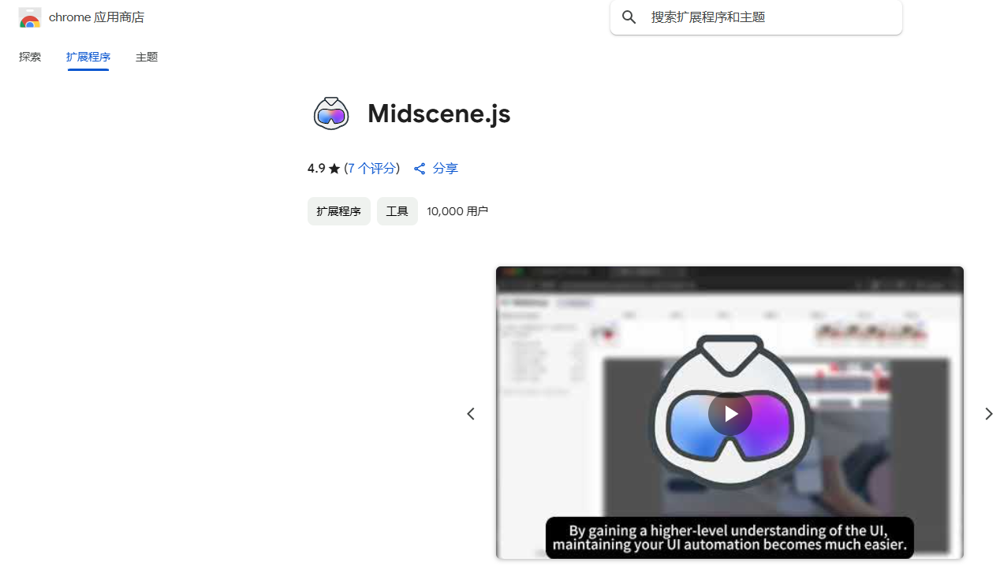 chrome 应用商店
搜索扩展程序和主题
探索
扩展程序
主题
Midscene.js
4.9 ★ (7 个评分)
分享
扩展程序
工具
10,000 用户
By gaining a higher-level understanding of the UI,
maintaining your UI automation becomes much easier.